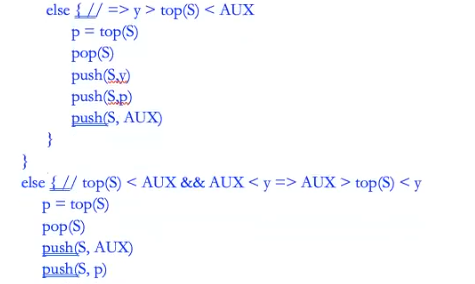 else { // => y > top(S) < AUX
p = top(S)
pop(S)
push(S,y)
push(S,p)
push(S, AUX)
}
}
else { // top(S) < AUX && AUX < y => AUX > top(S) < y
p = top(S)
pop(S)
push(S, AUX)
push(S, p)